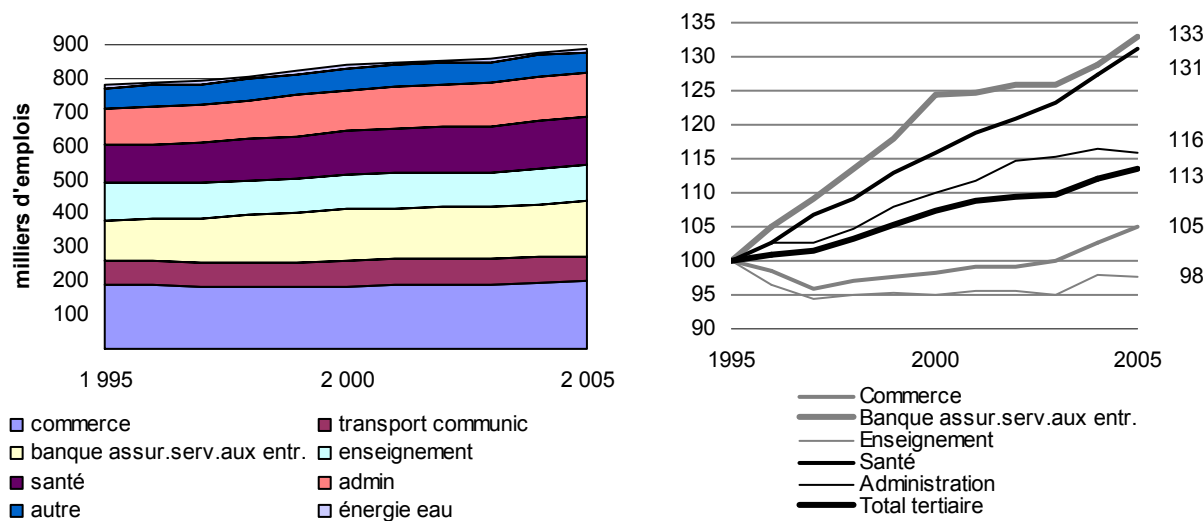 milliers d'emplois
900
800
700
600
500
400
300
200
100
1 995 2 000 2 005
commerce transport communic
banque assur.serv.aux entr. enseignement
santé admin
autre énergie eau
135
130
125
120
115
110
105
100
95
90
133
131
116
113
105
98
1995 2000 2005
Commerce
Banque assur.serv.aux entr.
Enseignement
Santé
Administration
Total tertiaire